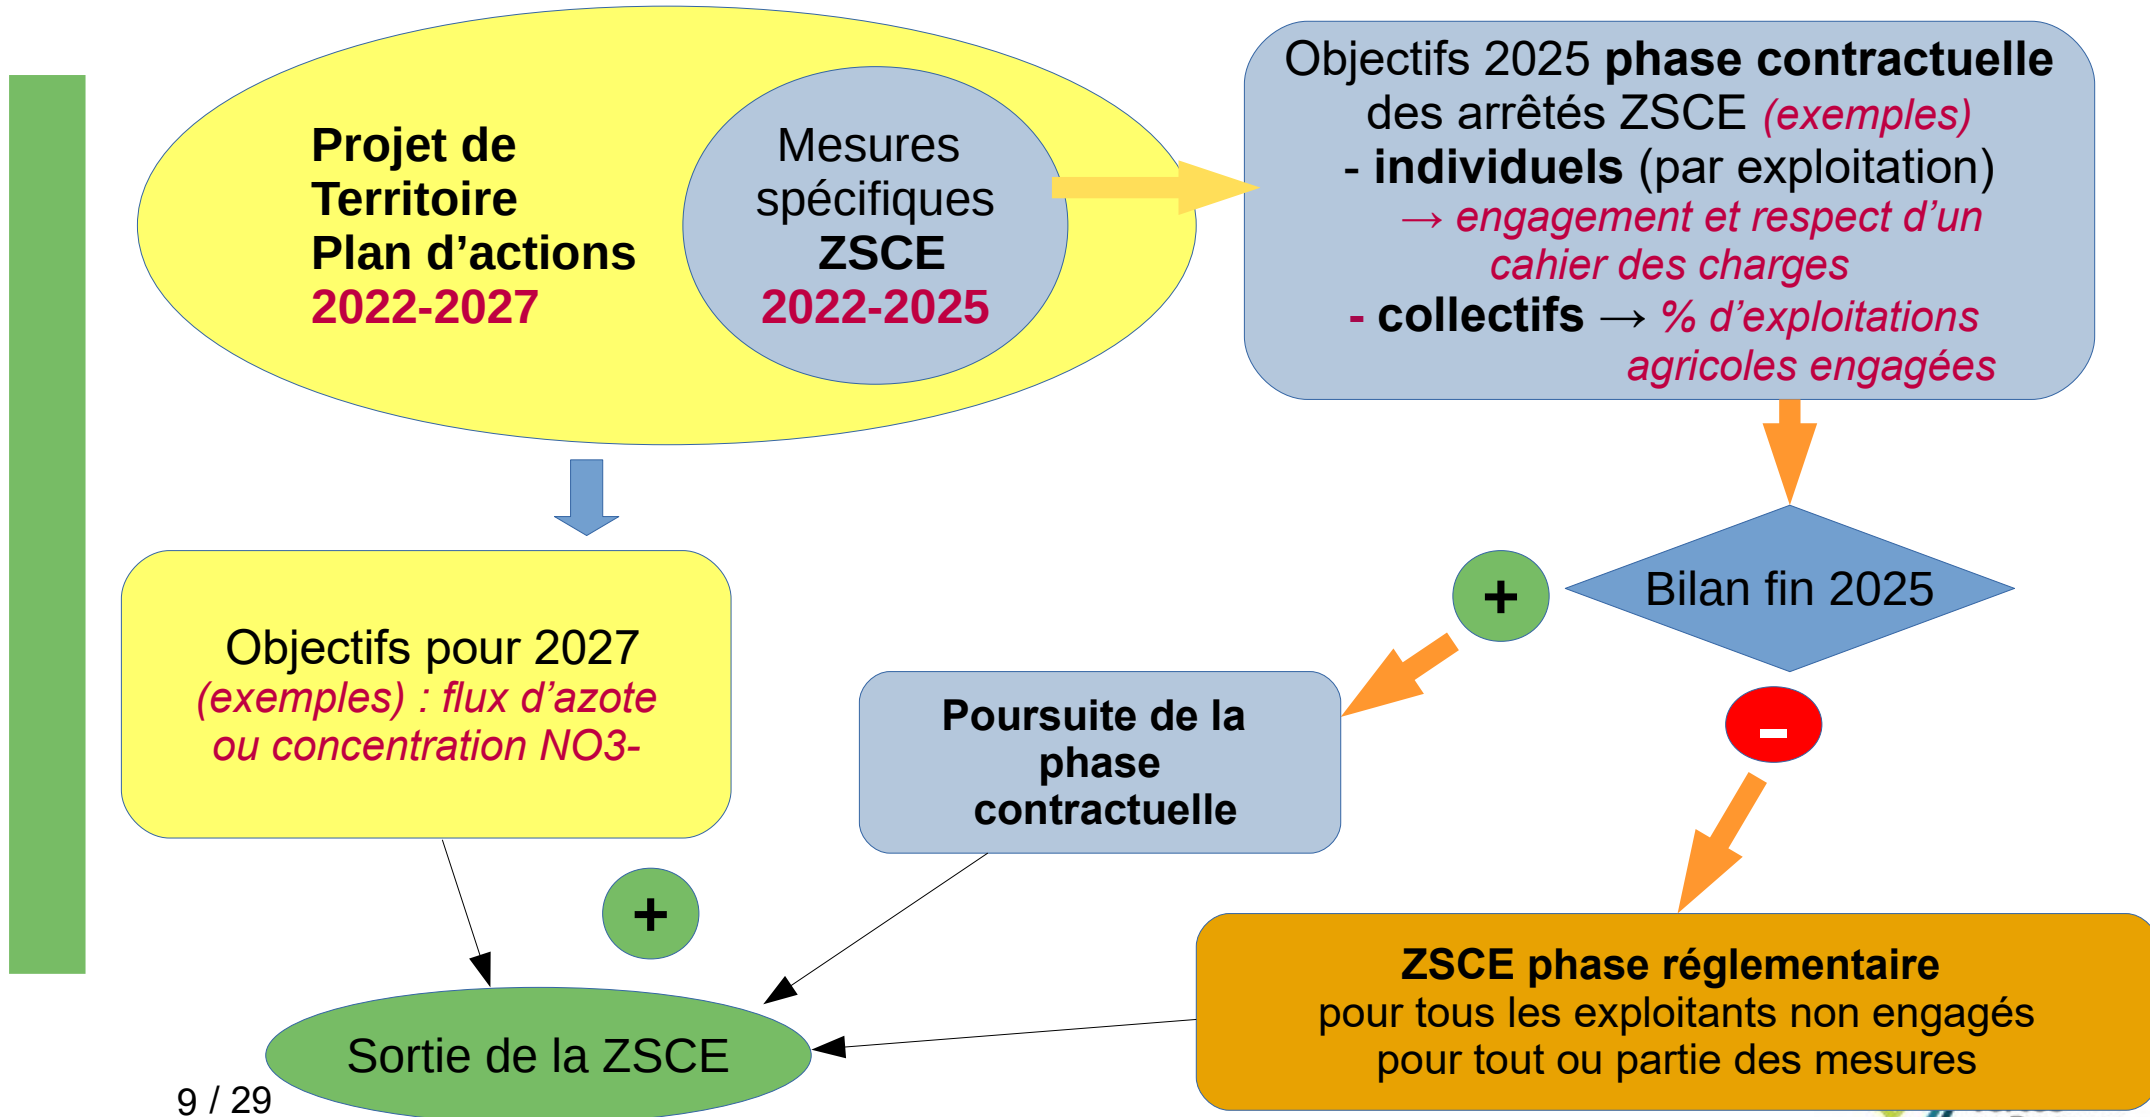 Projet de
Territoire
Plan d'actions
2022-2027
Mesures
spécifiques
ZSCE
2022-2025
Objectifs 2025 phase contractuelle
des arrêtés ZSCE (exemples)
- individuels (par exploitation)
→ engagement et respect d'un
cahier des charges
- collectifs → % d'exploitations
agricoles engagées
Bilan fin 2025
+
-
Objectifs pour 2027
(exemples) : flux d'azote
ou concentration NO3-
Poursuite de la
phase
contractuelle
+
ZSCE phase réglementaire
pour tous les exploitants non engagés
pour tout ou partie des mesures
Sortie de la ZSCE
9 / 29